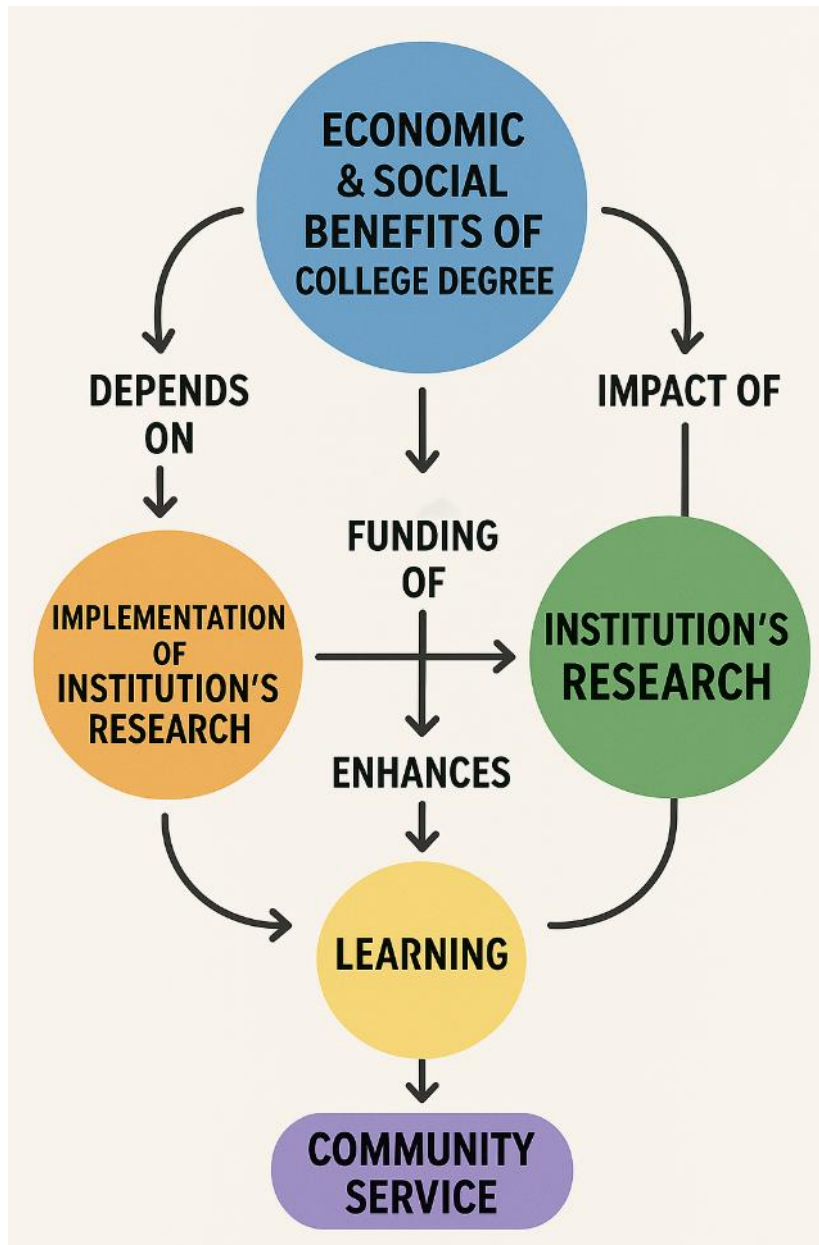 ECONOMIC
& SOCIAL
BENEFITS OF
COLLEGE DEGREE
DEPENDS
ON
IMPACT OF
FUNDING
OF
IMPLEMENTATION
OF
INSTITUTION'S
RESEARCH
INSTITUTION'S
RESEARCH
ENHANCES
LEARNING
COMMUNITY
SERVICE